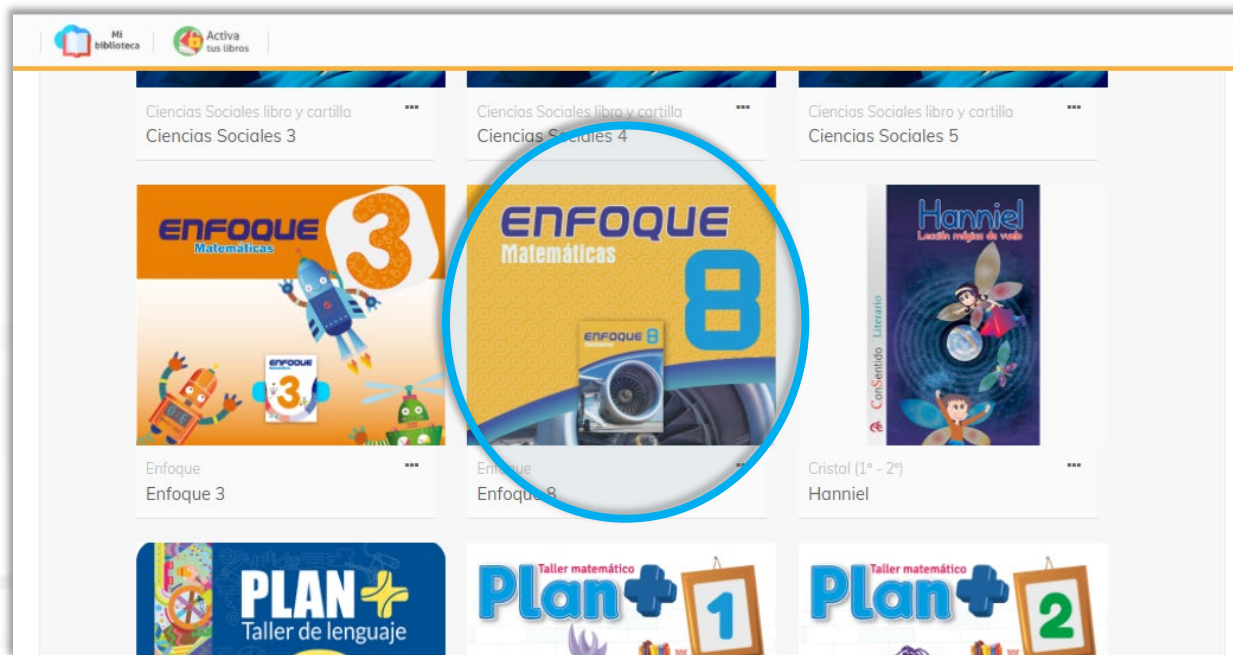 Mi
biblioteca
Activa
tus libros
Ciencias Sociales libro y cartilla
Ciencias Sociales 3
Ciencias Sociales libro y cartilla
Ciencias Sociales 4
Ciencias Sociales libro y cartilla
Ciencias Sociales 5
ENFOQUE
Matemáticas
3
ENFOQUE
3
Enfoque
Enfoque 3
ENFOQUE
Matemáticas
8
ENFOQUE 8
Enfoque
Enfoque 8
Hanniel
Lección mágica de vuelo
ConSentido Literario
Cristal (1° - 2°)
Hanniel
PLAN+
Taller de lenguaje
Taller matemático
Plan+
1
Taller matemático
Plan+
2